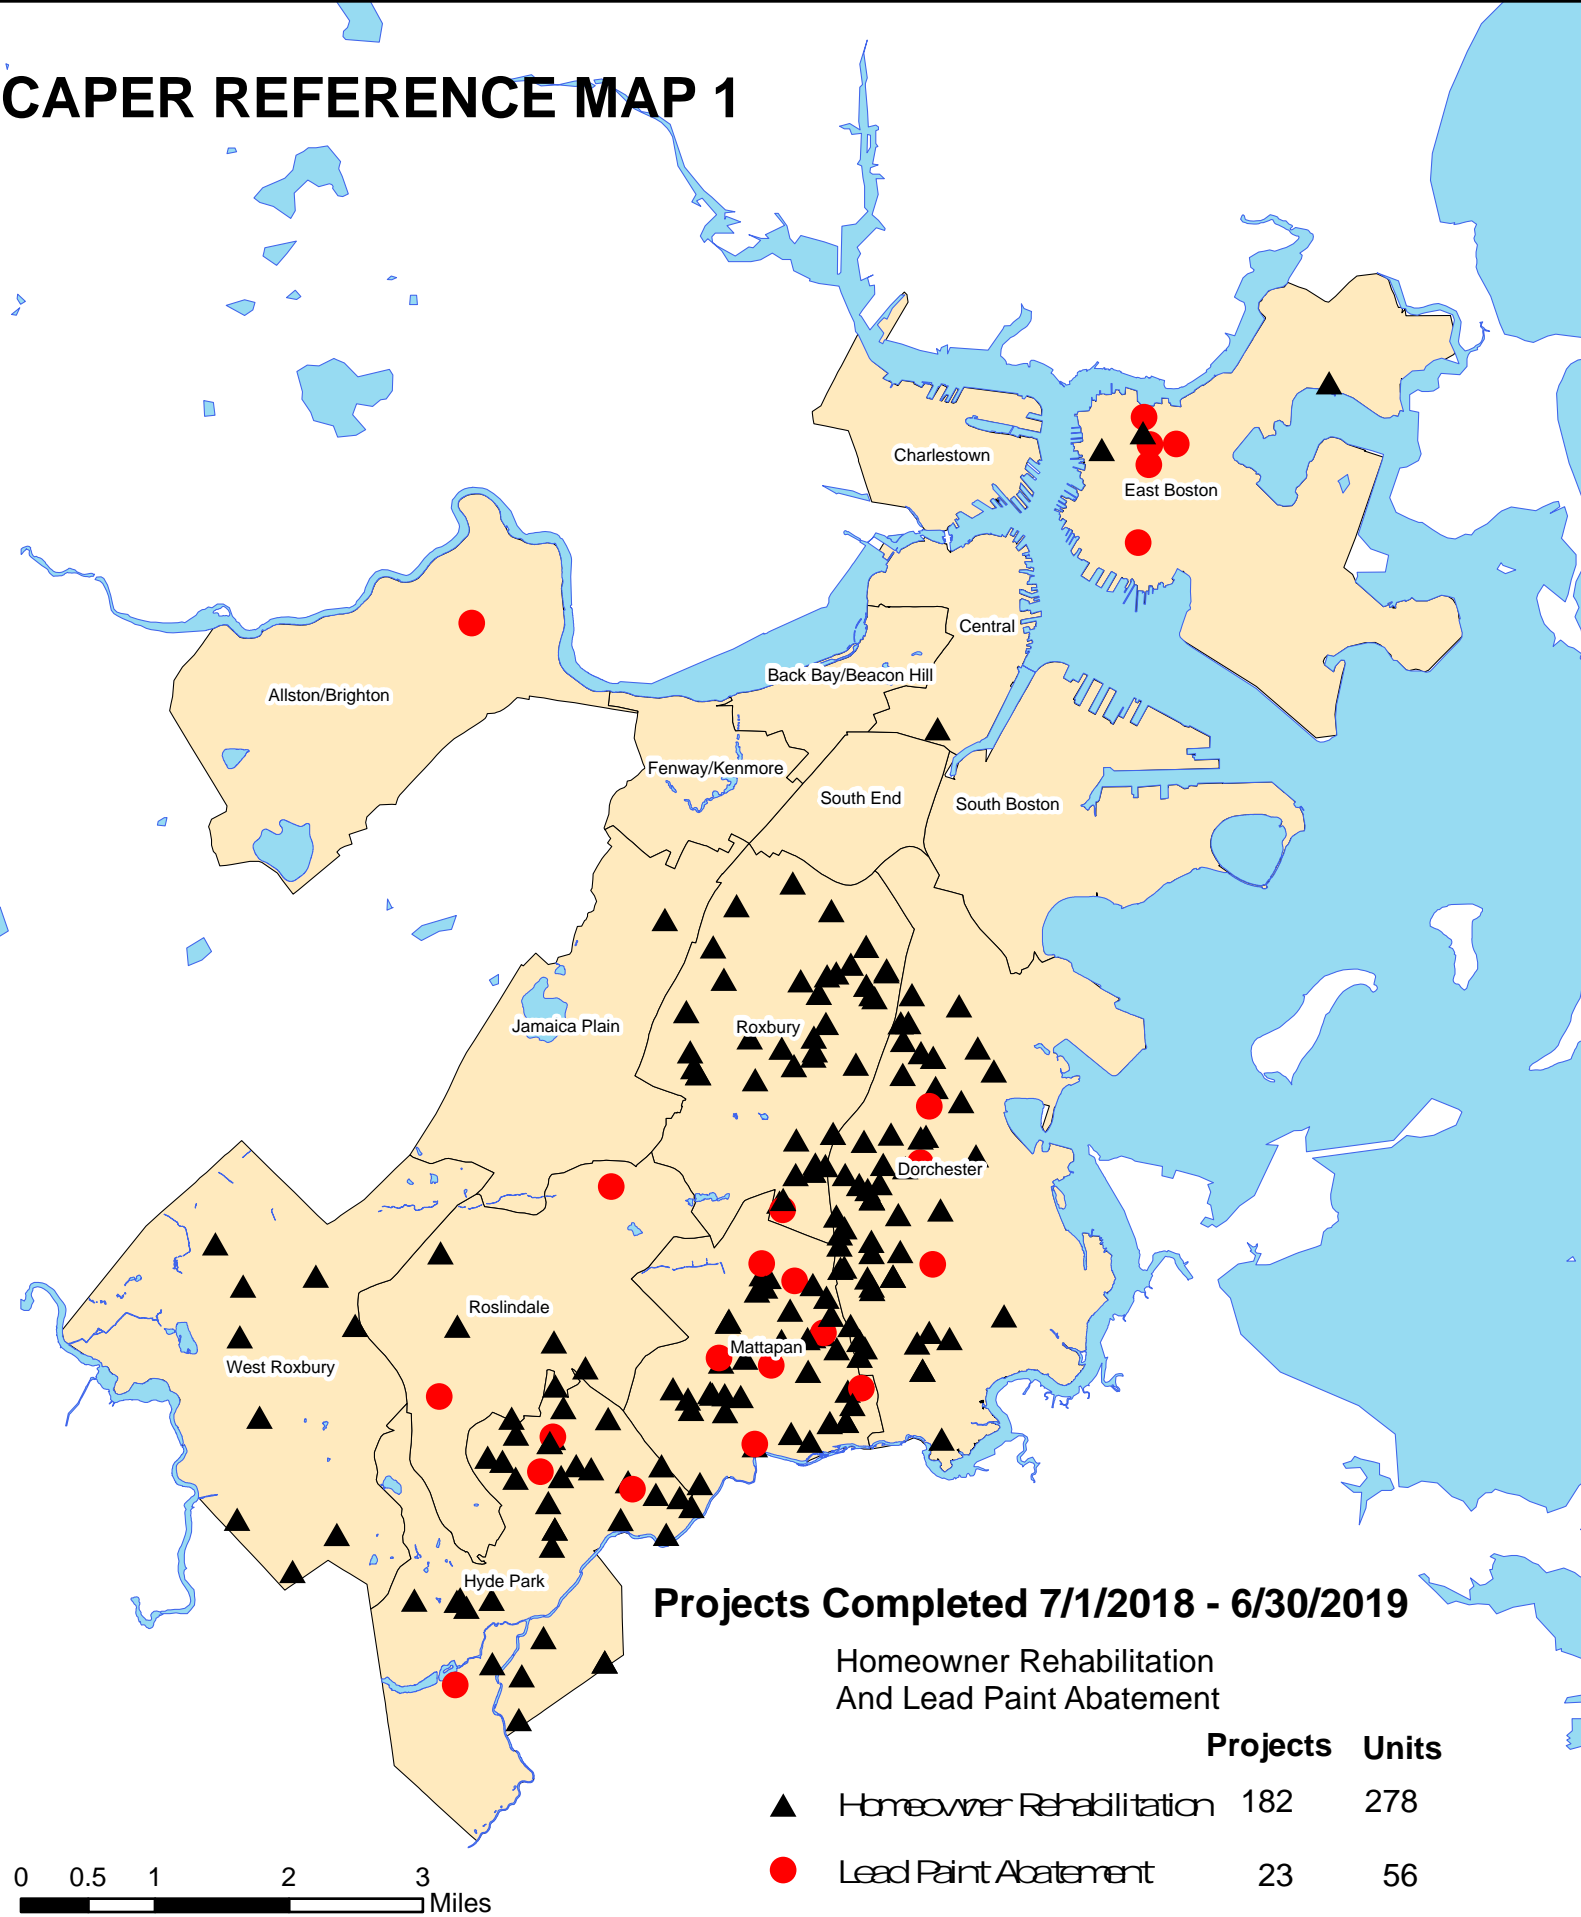 CAPER REFERENCE MAP 1
Charlestown
East Boston
Central
Back Bay/Beacon Hill
Allston/Brighton
Fenway/Kenmore
South End
South Boston
Jamaica Plain
Roxbury
Dorchester
Roslindale
Mattapan
West Roxbury
Hyde Park
Projects Completed 7/1/2018 - 6/30/2019
Homeowner Rehabilitation
And Lead Paint Abatement
Projects Units
Homeowner Rehabilitation 182 278
Lead Paint Abatement 23 56
0 0.5 1 2 3
Miles